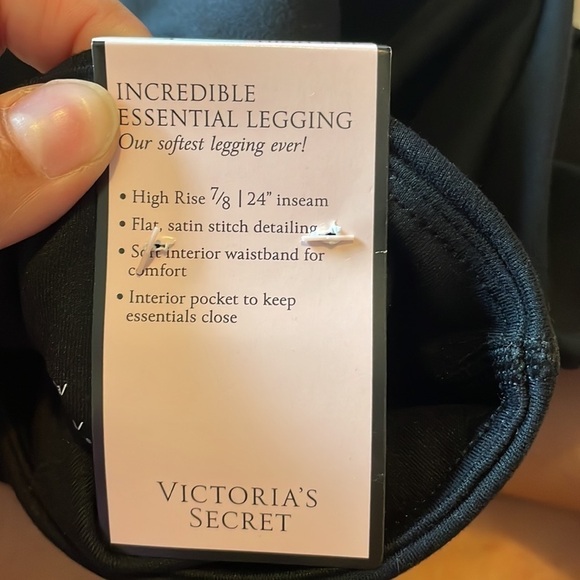 INCREDIBLE
ESSENTIAL LEGGING
Our softest legging ever!
• High Rise 7/8 | 24" inseam
• Flat, satin stitch detailing
• Soft interior waistband for
comfort
• Interior pocket to keep
essentials close
VICTORIA'S
SECRET